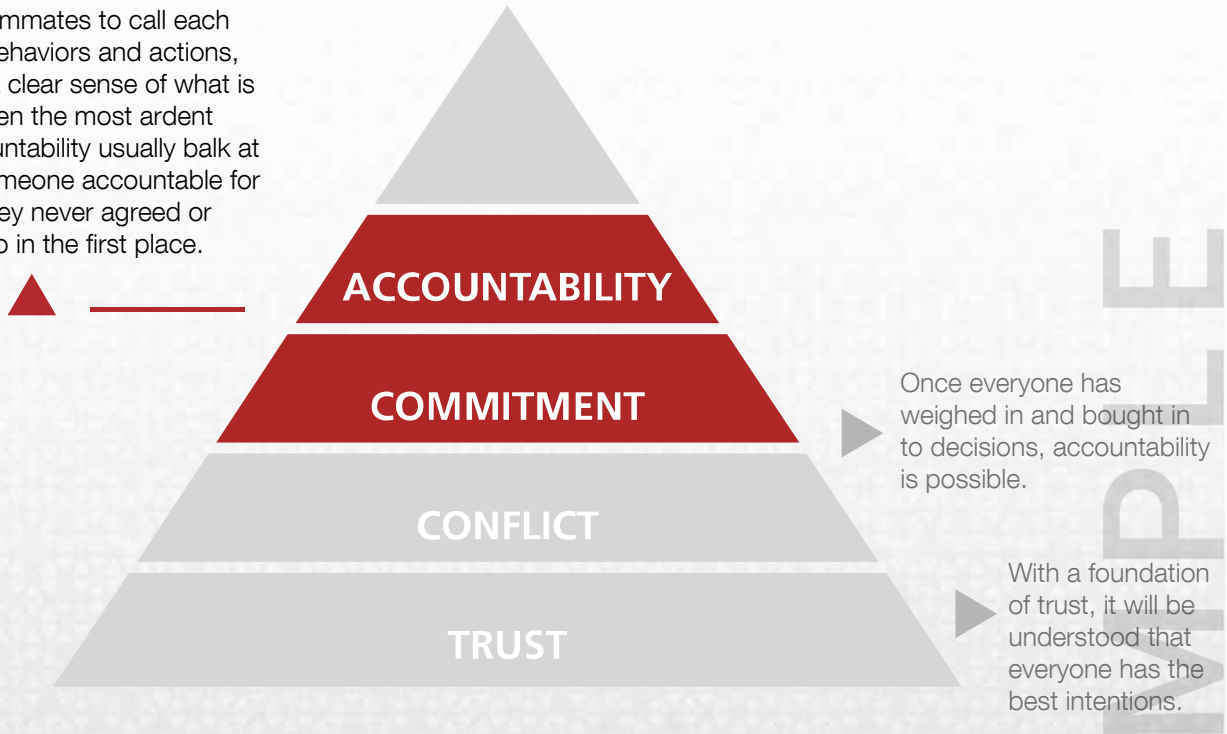 mmates to call each
ehaviors and actions,
clear sense of what is
en the most ardent
untability usually balk at
meone accountable for
ey never agreed or
o in the first place.
ACCOUNTABILITY
COMMITMENT
Once everyone has
weighed in and bought in
to decisions, accountability
is possible.
CONFLICT
With a foundation
of trust, it will be
understood that
everyone has the
best intentions.
TRUST
MPLE